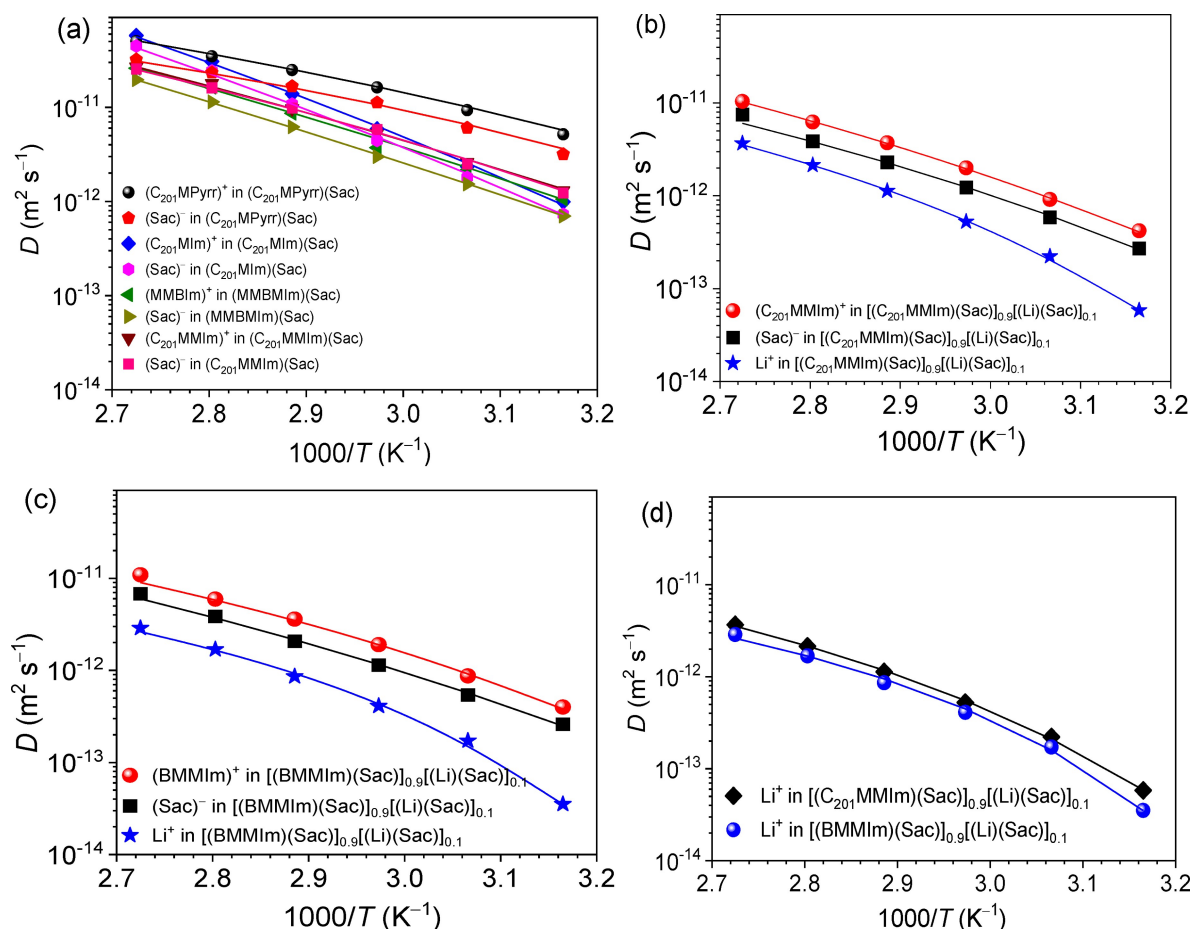 (a)
D (m² s⁻¹)
10⁻¹¹
10⁻¹²
10⁻¹³
10⁻¹⁴
(C₂₀₁MPyrr)⁺ in (C₂₀₁MPyrr)(Sac)
(Sac)⁻ in (C₂₀₁MPyrr)(Sac)
(C₂₀₁MIm)⁺ in (C₂₀₁MIm)(Sac)
(Sac)⁻ in (C₂₀₁MIm)(Sac)
(MMBIm)⁺ in (MMBMIm)(Sac)
(Sac)⁻ in (MMBMIm)(Sac)
(C₂₀₁MMIm)⁺ in (C₂₀₁MMIm)(Sac)
(Sac)⁻ in (C₂₀₁MMIm)(Sac)
2.7 2.8 2.9 3.0 3.1 3.2
1000/T (K⁻¹)
(b)
D (m² s⁻¹)
10⁻¹¹
10⁻¹²
10⁻¹³
10⁻¹⁴
(C₂₀₁MMIm)⁺ in [(C₂₀₁MMIm)(Sac)]₀.₉[(Li)(Sac)]₀.₁
(Sac)⁻ in [(C₂₀₁MMIm)(Sac)]₀.₉[(Li)(Sac)]₀.₁
Li⁺ in [(C₂₀₁MMIm)(Sac)]₀.₉[(Li)(Sac)]₀.₁
2.7 2.8 2.9 3.0 3.1 3.2
1000/T (K⁻¹)
(c)
D (m² s⁻¹)
10⁻¹¹
10⁻¹²
10⁻¹³
10⁻¹⁴
(BMMIm)⁺ in [(BMMIm)(Sac)]₀.₉[(Li)(Sac)]₀.₁
(Sac)⁻ in [(BMMIm)(Sac)]₀.₉[(Li)(Sac)]₀.₁
Li⁺ in [(BMMIm)(Sac)]₀.₉[(Li)(Sac)]₀.₁
2.7 2.8 2.9 3.0 3.1 3.2
1000/T (K⁻¹)
(d)
D (m² s⁻¹)
10⁻¹¹
10⁻¹²
10⁻¹³
10⁻¹⁴
Li⁺ in [(C₂₀₁MMIm)(Sac)]₀.₉[(Li)(Sac)]₀.₁
Li⁺ in [(BMMIm)(Sac)]₀.₉[(Li)(Sac)]₀.₁
2.7 2.8 2.9 3.0 3.1 3.2
1000/T (K⁻¹)